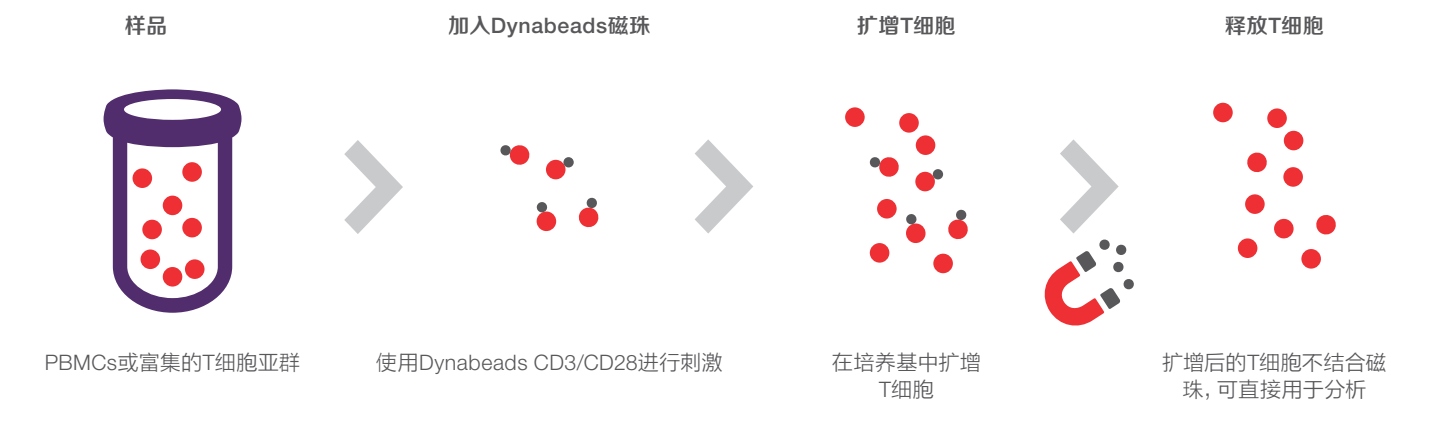 样品
加入Dynabeads磁珠
扩增T细胞
释放T细胞
PBMCs或富集的T细胞亚群
使用Dynabeads CD3/CD28进行刺激
在培养基中扩增
T细胞
扩增后的T细胞不结合磁
珠，可直接用于分析